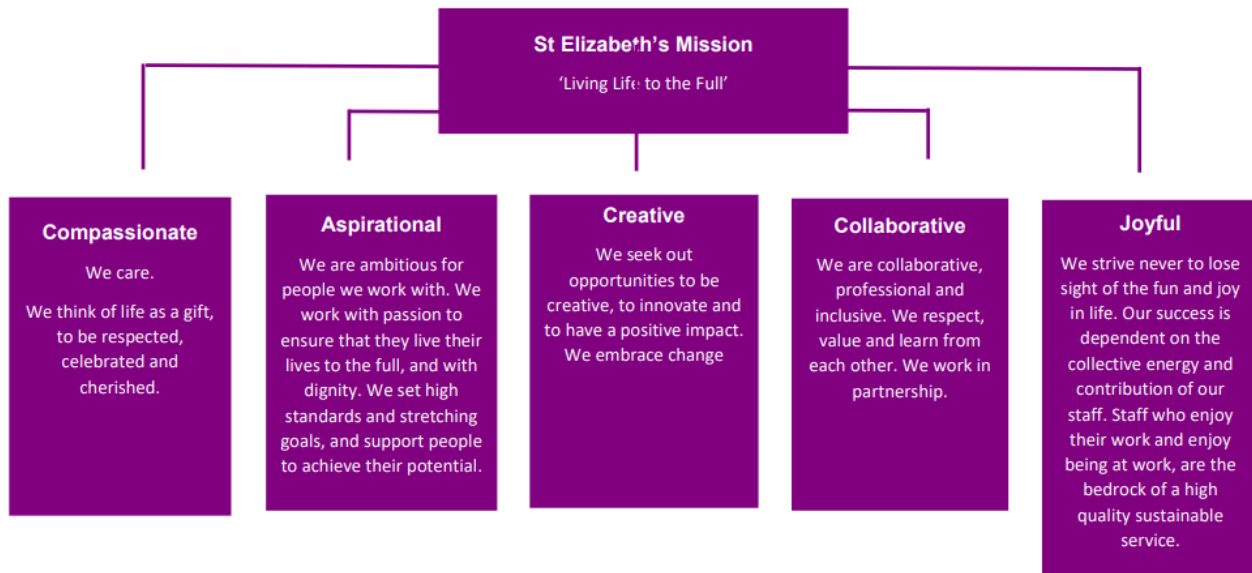 St Elizabeth's Mission
'Living Life to the Full'
Compassionate
We care.
We think of life as a gift,
to be respected,
celebrated and
cherished.
Aspirational
We are ambitious for
people we work with. We
work with passion to
ensure that they live their
lives to the full, and with
dignity. We set high
standards and stretching
goals, and support people
to achieve their potential.
Creative
We seek out
opportunities to be
creative, to innovate and
to have a positive impact.
We embrace change
Collaborative
We are collaborative,
professional and
inclusive. We respect,
value and learn from
each other. We work in
partnership.
Joyful
We strive never to lose
sight of the fun and joy
in life. Our success is
dependent on the
collective energy and
contribution of our
staff. Staff who enjoy
their work and enjoy
being at work, are the
bedrock of a high
quality sustainable
service.